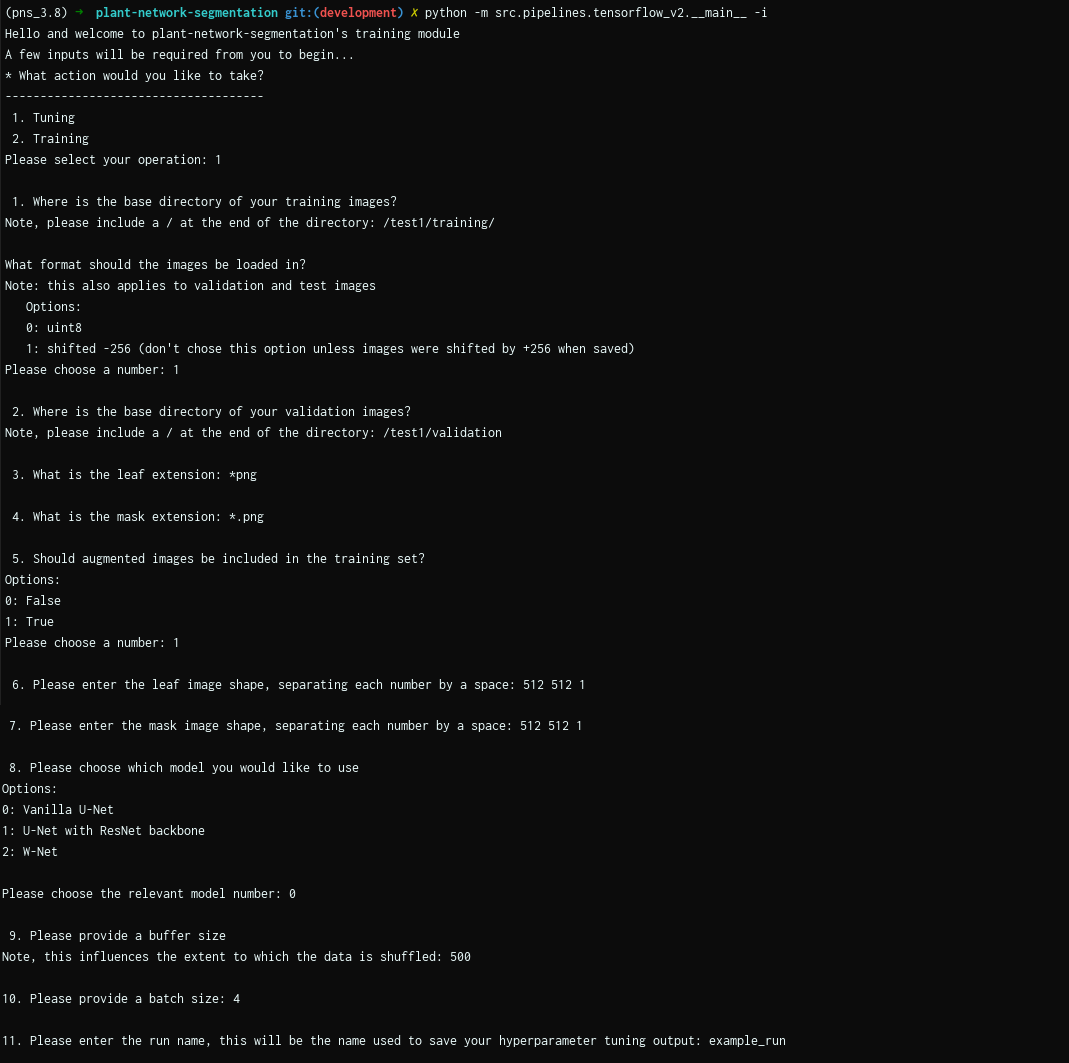 (pns_3.8) → plant-network-segmentation git:(development) ✗ python -m src.pipelines.tensorflow_v2.__main__ -i
Hello and welcome to plant-network-segmentation's training module
A few inputs will be required from you to begin...
* What action would you like to take?
-------------------------------------
1. Tuning
2. Training
Please select your operation: 1
1. Where is the base directory of your training images?
Note, please include a / at the end of the directory: /test1/training/
What format should the images be loaded in?
Note: this also applies to validation and test images
Options:
0: uint8
1: shifted -256 (don't chose this option unless images were shifted by +256 when saved)
Please choose a number: 1
2. Where is the base directory of your validation images?
Note, please include a / at the end of the directory: /test1/validation
3. What is the leaf extension: *png
4. What is the mask extension: *.png
5. Should augmented images be included in the training set?
Options:
0: False
1: True
Please choose a number: 1
6. Please enter the leaf image shape, separating each number by a space: 512 512 1
7. Please enter the mask image shape, separating each number by a space: 512 512 1
8. Please choose which model you would like to use
Options:
0: Vanilla U-Net
1: U-Net with ResNet backbone
2: W-Net
Please choose the relevant model number: 0
9. Please provide a buffer size
Note, this influences the extent to which the data is shuffled: 500
10. Please provide a batch size: 4
11. Please enter the run name, this will be the name used to save your hyperparameter tuning output: example_run